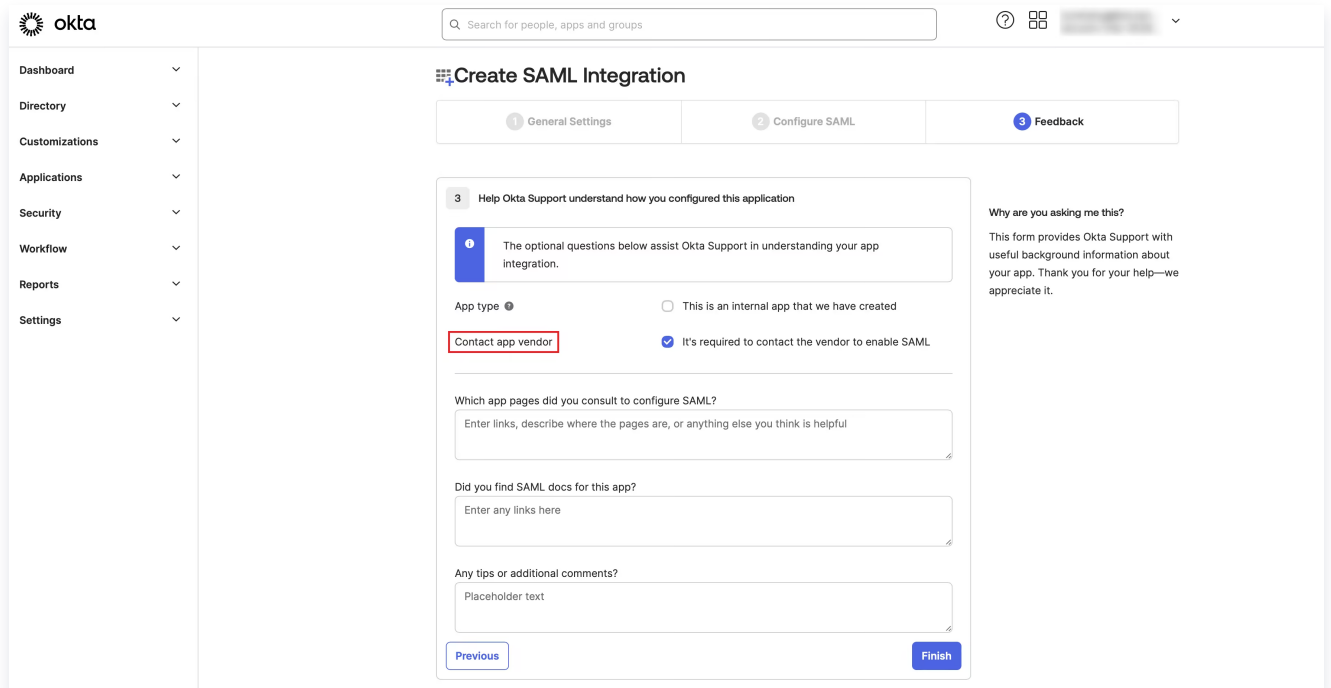 okta
Search for people, apps and groups
Dashboard
Directory
Customizations
Applications
Security
Workflow
Reports
Settings
Create SAML Integration
1 General Settings
2 Configure SAML
3 Feedback
3 Help Okta Support understand how you configured this application
The optional questions below assist Okta Support in understanding your app
integration.
App type
This is an internal app that we have created
Contact app vendor
It's required to contact the vendor to enable SAML
Which app pages did you consult to configure SAML?
Enter links, describe where the pages are, or anything else you think is helpful
Did you find SAML docs for this app?
Enter any links here
Any tips or additional comments?
Placeholder text
Previous
Finish
Why are you asking me this?
This form provides Okta Support with
useful background information about
your app. Thank you for your help—we
appreciate it.